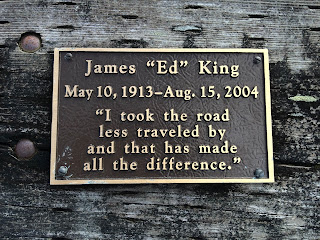 James “Ed” King
May 10, 1913–Aug. 15, 2004
“I took the road
less traveled by
and that has made
all the difference.”